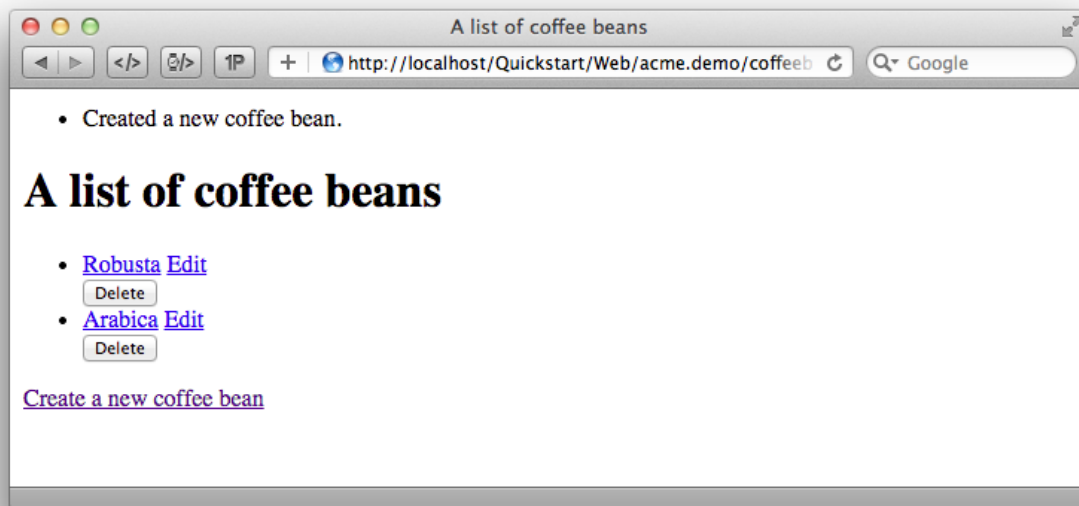 A list of coffee beans
</> 1P + http://localhost/Quickstart/Web/acme.demo/coffeeb Google
• Created a new coffee bean.
A list of coffee beans
• Robusta Edit
Delete
• Arabica Edit
Delete
Create a new coffee bean